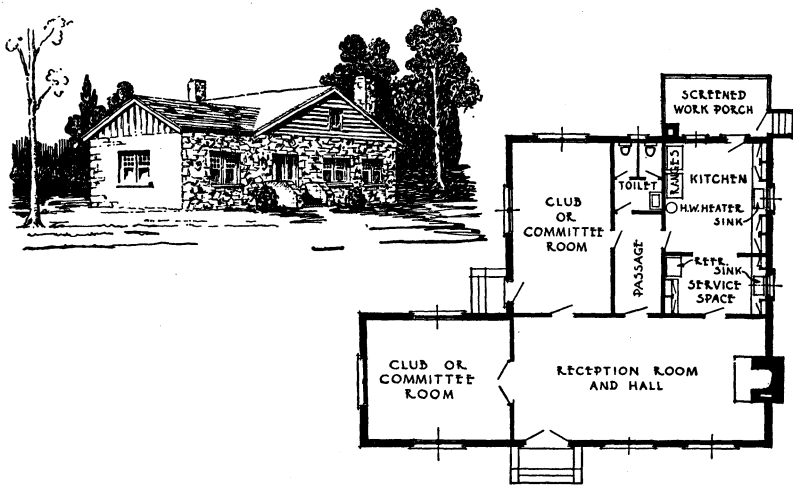 SCREENED
WORK PORCH
RANGES
KITCHEN
TOILET
H.W. HEATER
SINK
CLUB
OR
COMMITTEE
ROOM
PASSAGE
REFR.
SINK
SERVICE
SPACE
CLUB OR
COMMITTEE
ROOM
RECEPTION ROOM
AND HALL